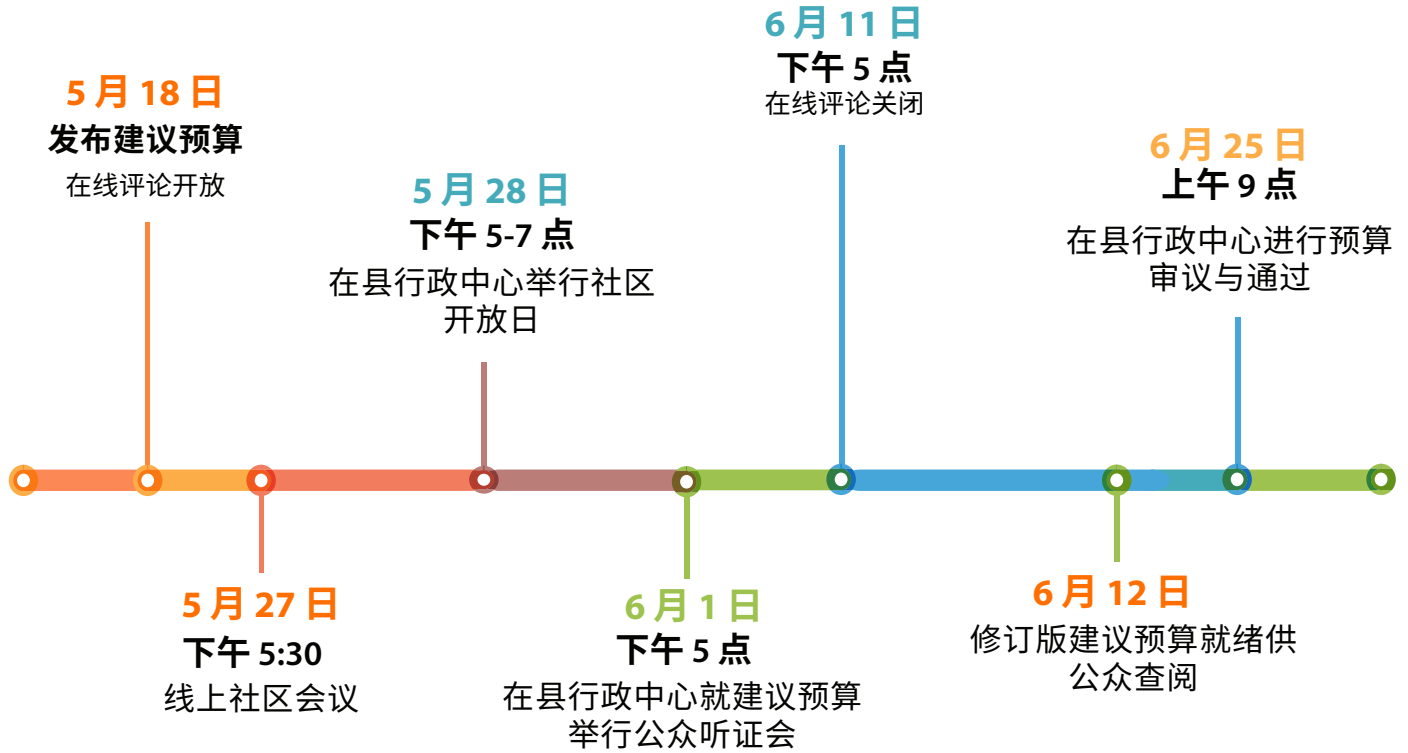 5 月 18 日
发布建议预算
在线评论开放
5 月 27 日
下午 5:30
线上社区会议
5 月 28 日
下午 5-7 点
在县行政中心举行社区
开放日
6 月 1 日
下午 5 点
在县行政中心就建议预算
举行公众听证会
6 月 11 日
下午 5 点
在线评论关闭
6 月 12 日
修订版建议预算就绪供
公众查阅
6 月 25 日
上午 9 点
在县行政中心进行预算
审议与通过